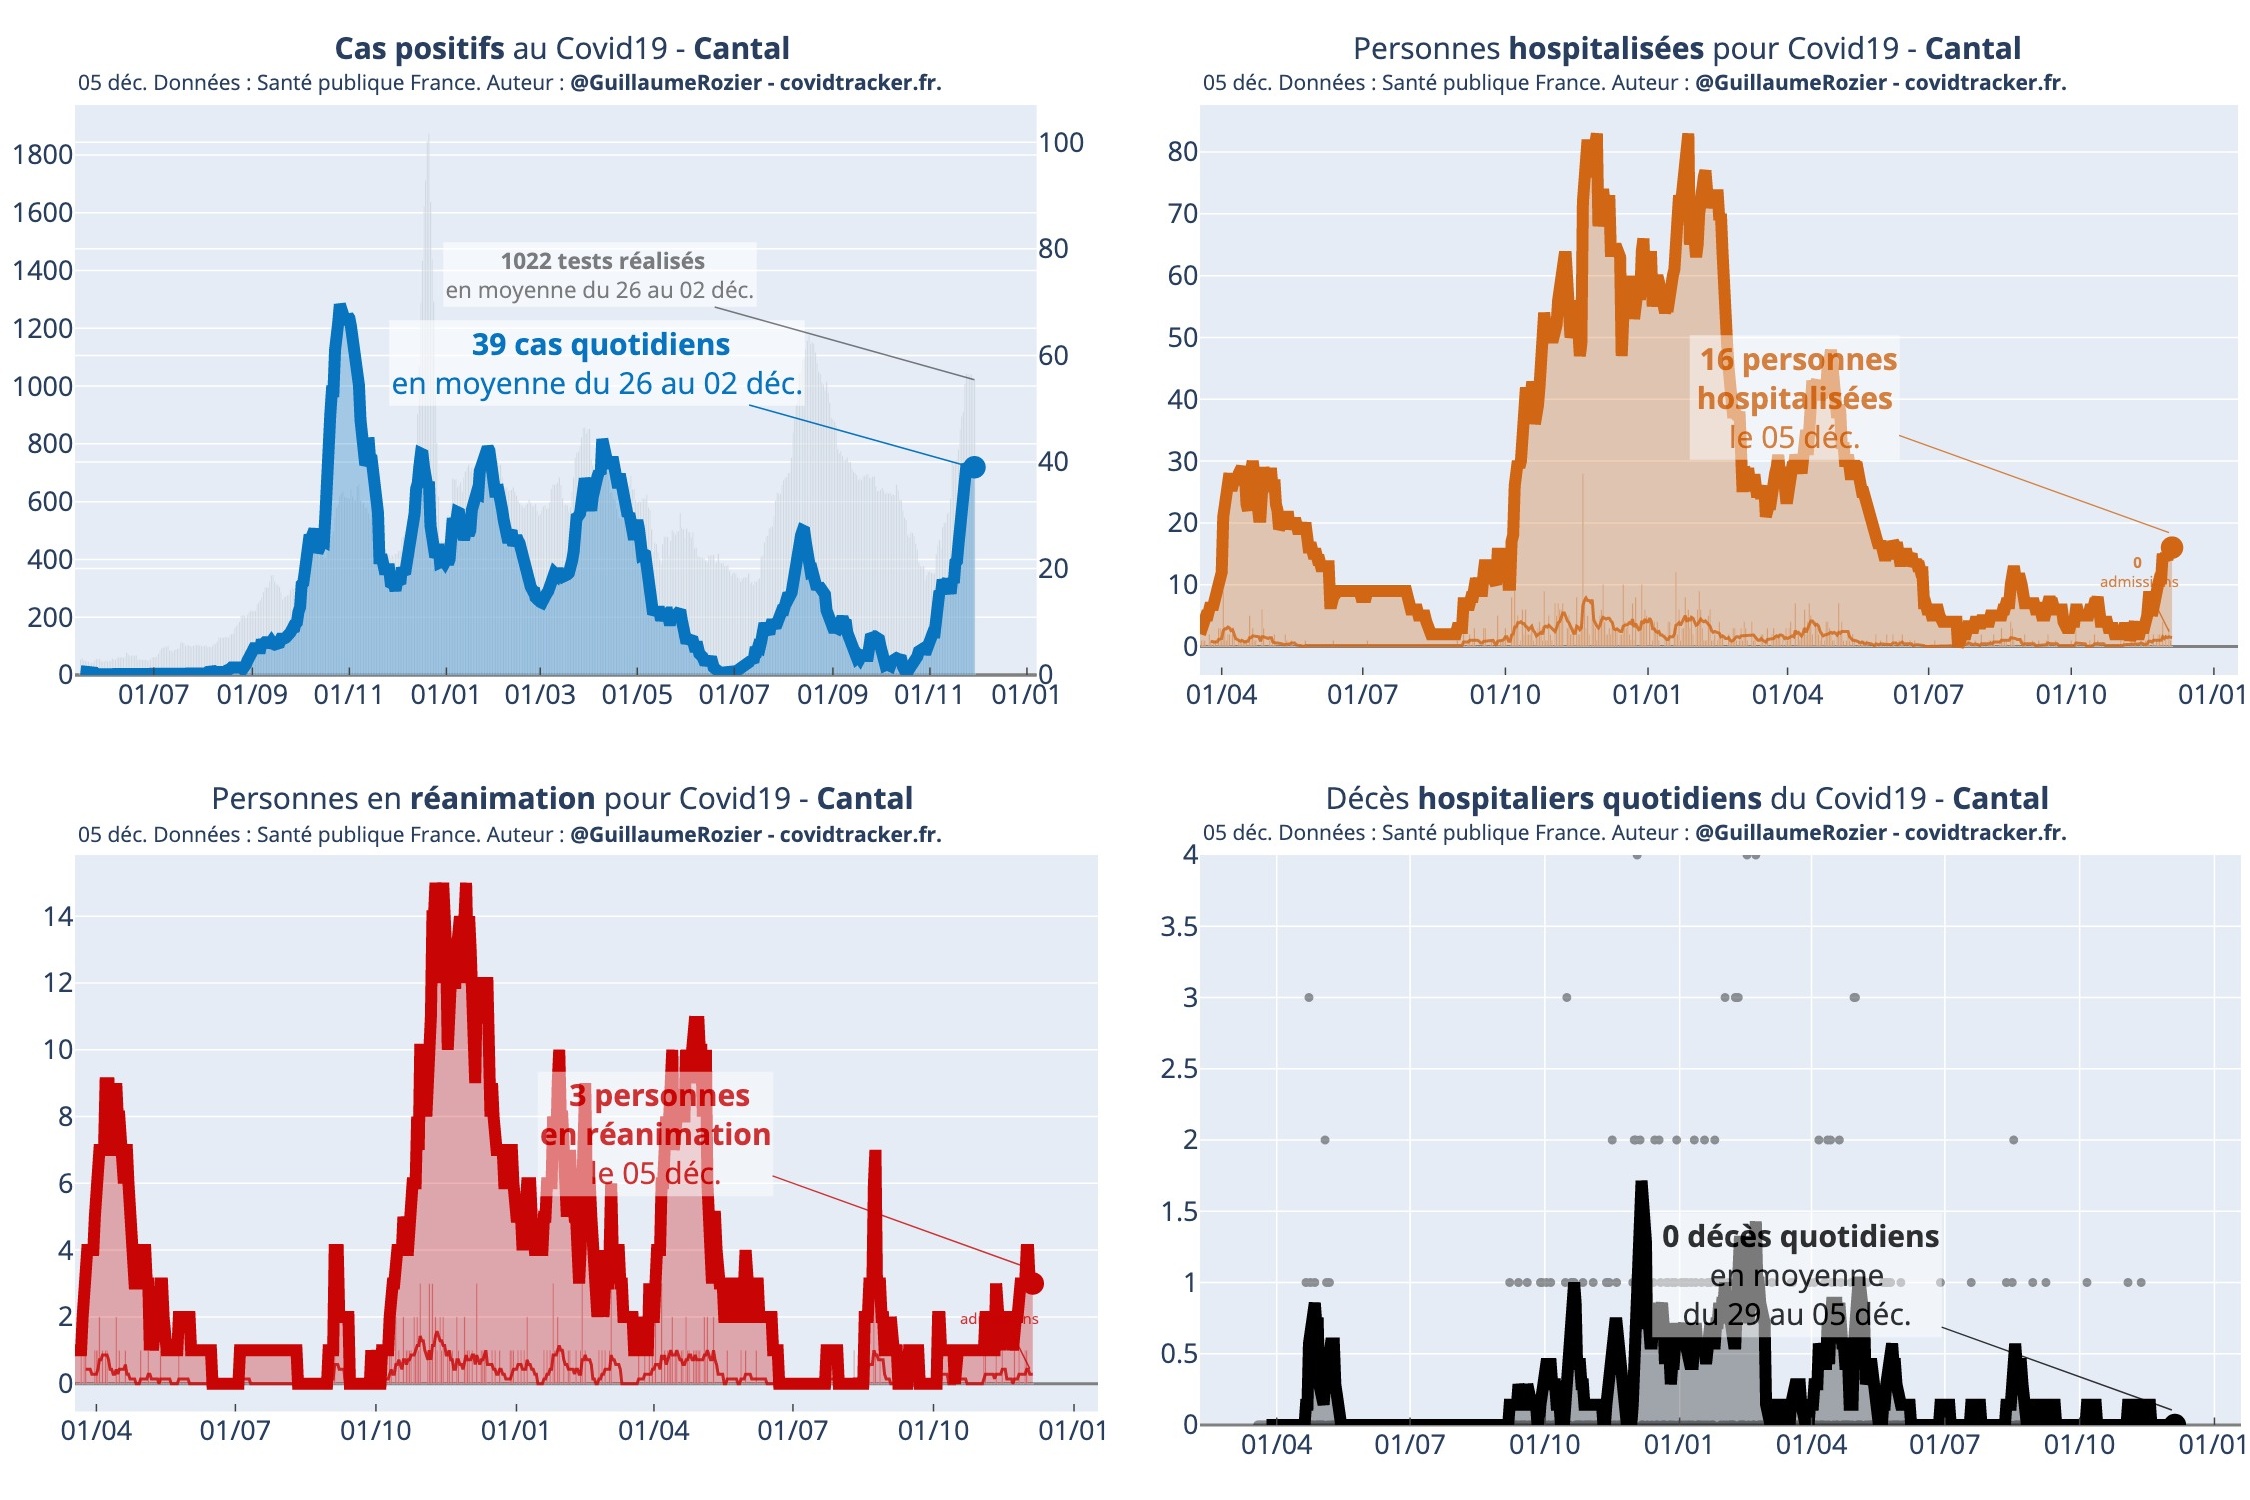 Cas positifs au Covid19 - Cantal
05 déc. Données : Santé publique France. Auteur : @GuillaumeRozier - covidtracker.fr.
1800
1600
1400
1200
1000
800
600
400
200
0
100
80
60
40
20
0
1022 tests réalisés
en moyenne du 26 au 02 déc.
39 cas quotidiens
en moyenne du 26 au 02 déc.
01/07 01/09 01/11 01/01 01/03 01/05 01/07 01/09 01/11 01/01
Personnes hospitalisées pour Covid19 - Cantal
05 déc. Données : Santé publique France. Auteur : @GuillaumeRozier - covidtracker.fr.
80
70
60
50
40
30
20
10
0
16 personnes
hospitalisées
le 05 déc.
0
admissions
01/04 01/07 01/10 01/01 01/04 01/07 01/10 01/01
Personnes en réanimation pour Covid19 - Cantal
05 déc. Données : Santé publique France. Auteur : @GuillaumeRozier - covidtracker.fr.
14
12
10
8
6
4
2
0
3 personnes
en réanimation
le 05 déc.
01/04 01/07 01/10 01/01 01/04 01/07 01/10 01/01
Décès hospitaliers quotidiens du Covid19 - Cantal
05 déc. Données : Santé publique France. Auteur : @GuillaumeRozier - covidtracker.fr.
4
3.5
3
2.5
2
1.5
1
0.5
0
0 décès quotidiens
en moyenne
du 29 au 05 déc.
01/04 01/07 01/10 01/01 01/04 01/07 01/10 01/01